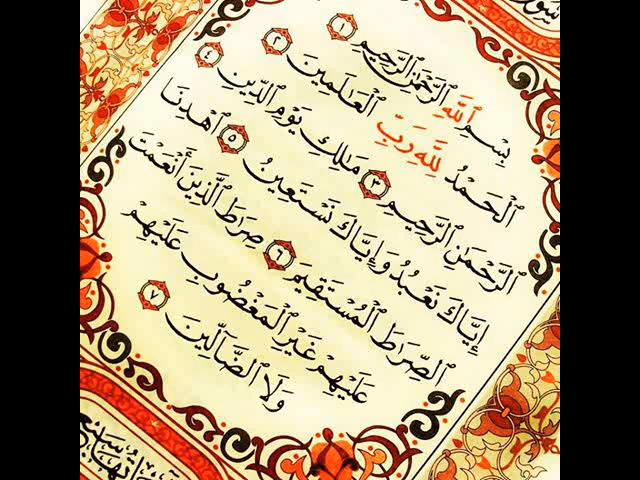 بِسْمِ ٱللَّهِ ٱلرَّحْمَٰنِ ٱلرَّحِيمِ ١
ٱلْحَمْدُ لِلَّهِ رَبِّ ٱلْعَٰلَمِينَ ٢
ٱلرَّحْمَٰنِ ٱلرَّحِيمِ ٣ مَٰلِكِ يَوْمِ ٱلدِّينِ ٤
إِيَّاكَ نَعْبُدُ وَإِيَّاكَ نَسْتَعِينُ ٥ ٱهْدِنَا
ٱلصِّرَٰطَ ٱلْمُسْتَقِيمَ ٦ صِرَٰطَ ٱلَّذِينَ أَنْعَمْتَ
عَلَيْهِمْ غَيْرِ ٱلْمَغْضُوبِ عَلَيْهِمْ
وَلَا ٱلضَّآلِّينَ ٧